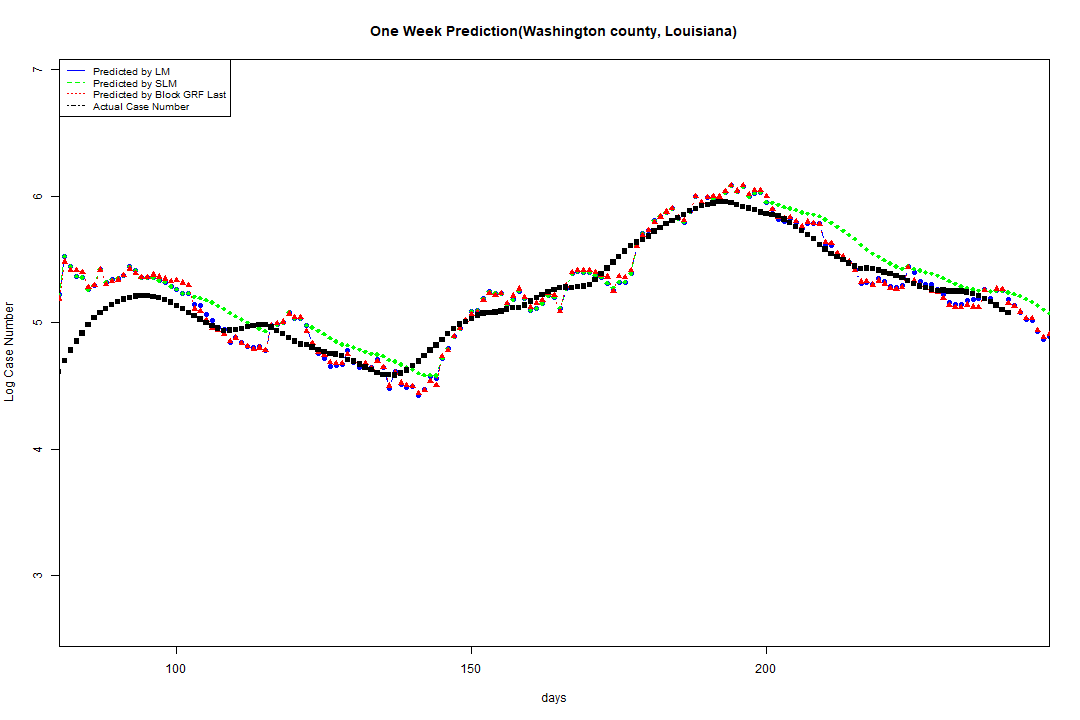 One Week Prediction(Washington county, Louisiana)
Predicted by LM
Predicted by SLM
Predicted by Block GRF Last
Actual Case Number
7
6
5
4
3
Log Case Number
100 150 200
days